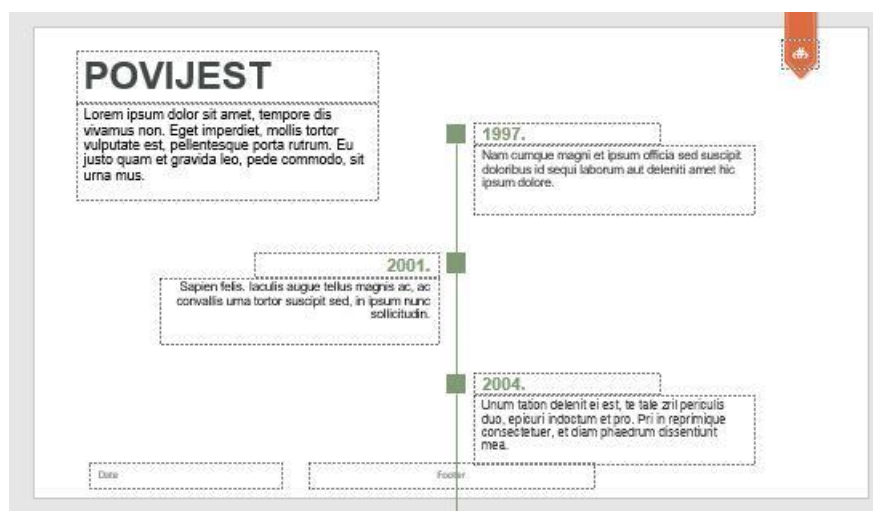 POVIJEST
Lorem ipsum dolor sit amet, tempore dis
vivamus non. Eget imperdiet, mollis tortor
vulputate est, pellentesque porta rutrum. Eu
justo quam et gravida leo, pede commodo, sit
urna mus.
‹#›
1997.
Nam cumque magni et ipsum officia sed suscipit
doloribus id sequi laborum aut deleniti amet hic
ipsum dolore.
2001.
Sapien felis. Iaculis augue tellus magnis ac, ac
convallis urna tortor suscipit sed, in ipsum nunc
sollicitudin.
2004.
Unum tation delenit ei est, te tale zril periculis
duo, epicuri indoctum et pro. Pri in reprimique
consectetuer, et diam phaedrum dissentiunt
mea.
Date
Footer